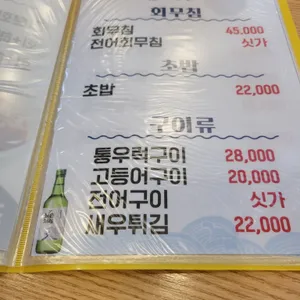 회무침
회무침 45,000
전어회무침 싯가
초밥
초밥 22,000
구이류
통우럭구이 28,000
고등어구이 20,000
전어구이 싯가
새우튀김 22,000